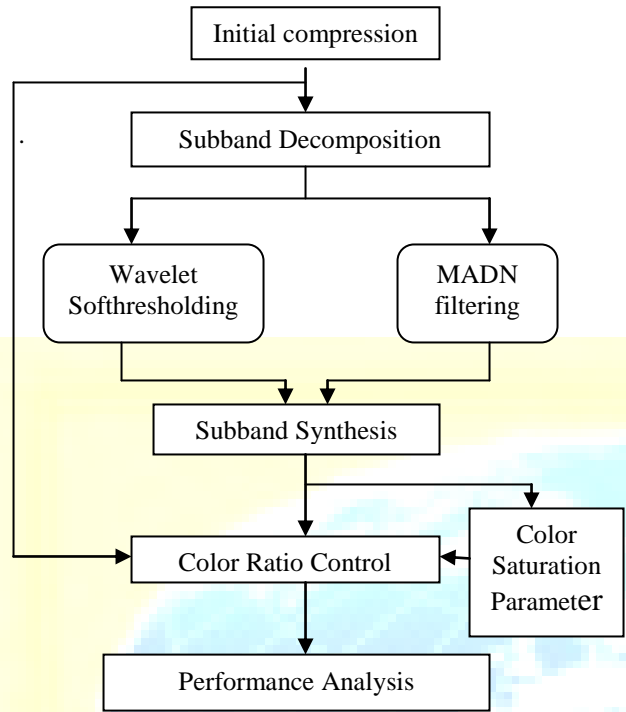 Initial compression
.
Subband Decomposition
Wavelet
Softhresholding
MADN
filtering
Subband Synthesis
Color Ratio Control
Color
Saturation
Parameter
Performance Analysis